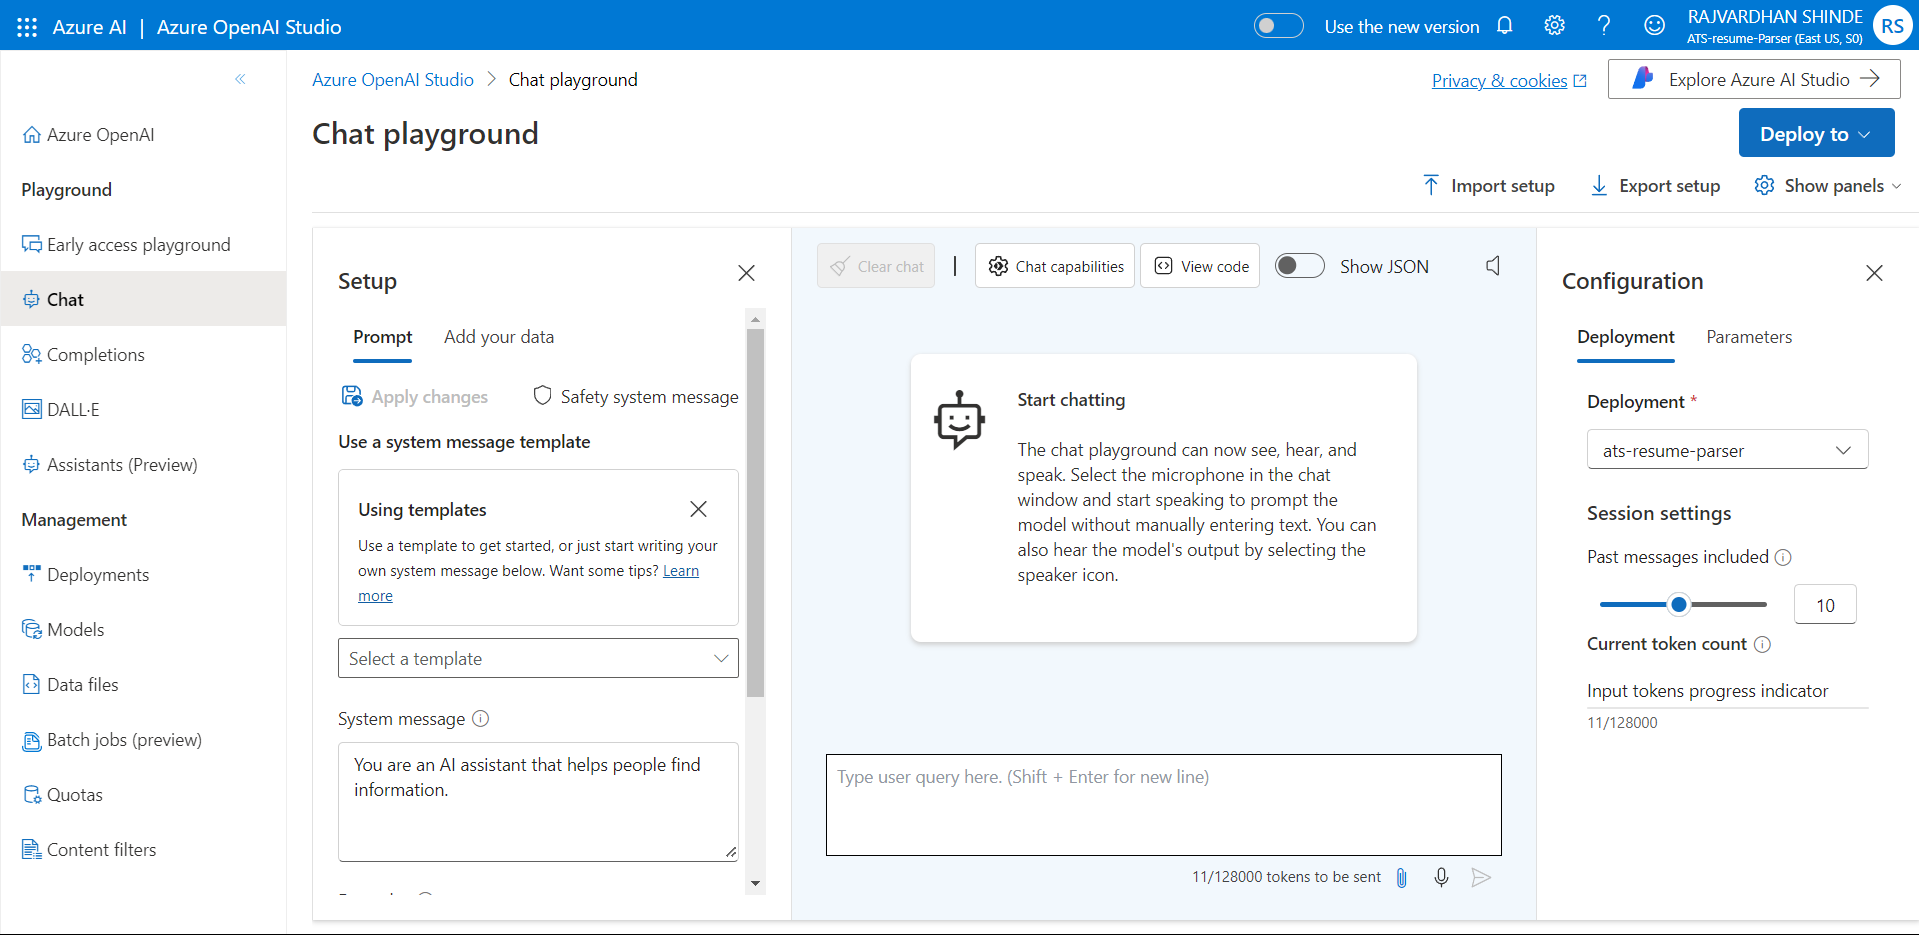 Azure AI | Azure OpenAI Studio
Use the new version
RAJVARDHAN SHINDE
ATS-resume-Parser (East US, S0)
RS
Azure OpenAI Studio > Chat playground
Privacy & cookies
Explore Azure AI Studio
Chat playground
Deploy to
Import setup
Export setup
Show panels
Azure OpenAI
Playground
Early access playground
Chat
Completions
DALL·E
Assistants (Preview)
Management
Deployments
Models
Data files
Batch jobs (preview)
Quotas
Content filters
Setup
Prompt
Add your data
Apply changes
Safety system message
Use a system message template
Using templates
Use a template to get started, or just start writing your
own system message below. Want some tips? Learn
more
Select a template
System message
You are an AI assistant that helps people find
information.
Clear chat
Chat capabilities
View code
Show JSON
Start chatting
The chat playground can now see, hear, and
speak. Select the microphone in the chat
window and start speaking to prompt the
model without manually entering text. You can
also hear the model's output by selecting the
speaker icon.
Type user query here. (Shift + Enter for new line)
11/128000 tokens to be sent
Configuration
Deployment
Parameters
Deployment *
ats-resume-parser
Session settings
Past messages included
10
Current token count
Input tokens progress indicator
11/128000